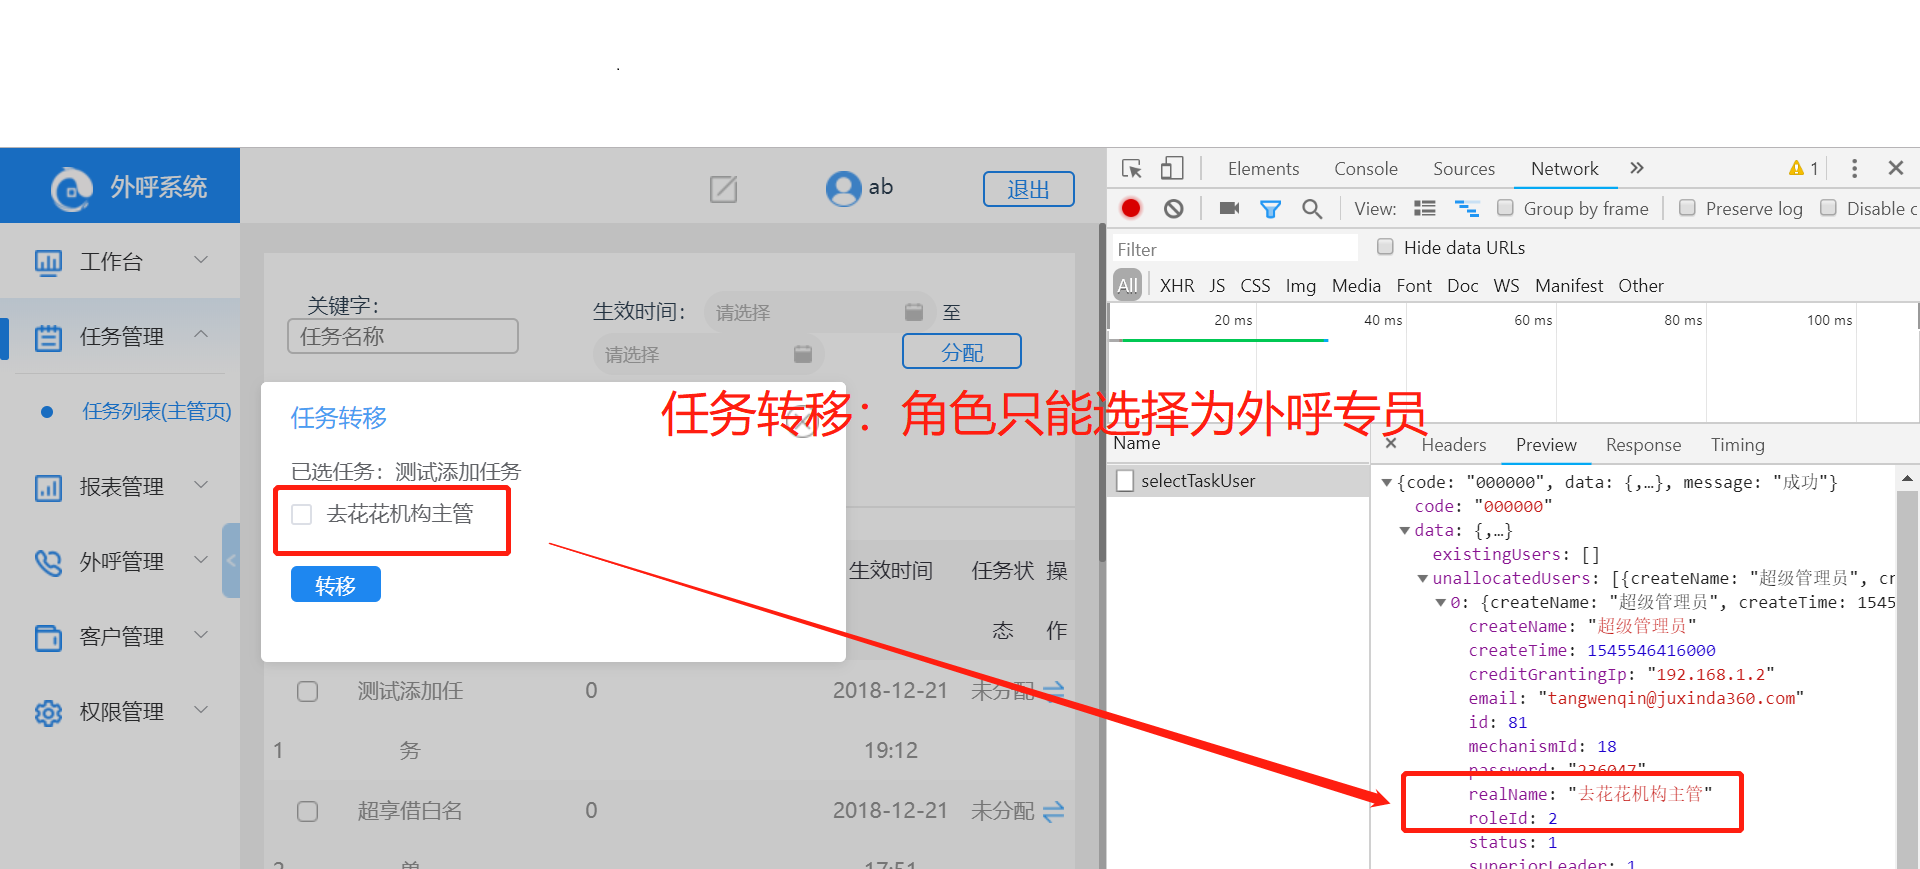 外呼系统
ab
退出
工作台
任务管理
任务列表(主管页)
报表管理
外呼管理
客户管理
权限管理
关键字：
任务名称
生效时间：
请选择
至
请选择
分配
任务转移
任务转移：角色只能选择为外呼专员
已选任务：测试添加任务
去花花机构主管
转移
生效时间
任务状态
操作
测试添加任务
0
2018-12-21 19:12
未分配
1
超享借白名单
0
2018-12-21 17:51
未分配
2
Elements Console Sources Network 1
View: Group by frame Preserve log Disable c
Filter Hide data URLs
All XHR JS CSS Img Media Font Doc WS Manifest Other
20 ms 40 ms 60 ms 80 ms 100 ms
Name
selectTaskUser
Headers Preview Response Timing
{code: "000000", data: {,…}, message: "成功"}
code: "000000"
data: {,…}
existingUsers: []
unallocatedUsers: [{createName: "超级管理员", cr
0: {createName: "超级管理员", createTime: 1545
createName: "超级管理员"
createTime: 1545546416000
creditGrantingIp: "192.168.1.2"
email: "tangwenqin@juxinda360.com"
id: 81
mechanismId: 18
password: "236047"
realName: "去花花机构主管"
roleId: 2
status: 1
superiorLeader: 1